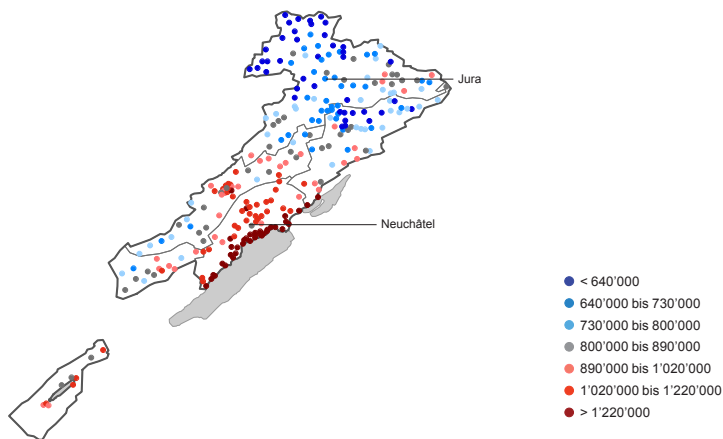 Jura
Neuchâtel
< 640'000
640'000 bis 730'000
730'000 bis 800'000
800'000 bis 890'000
890'000 bis 1'020'000
1'020'000 bis 1'220'000
> 1'220'000